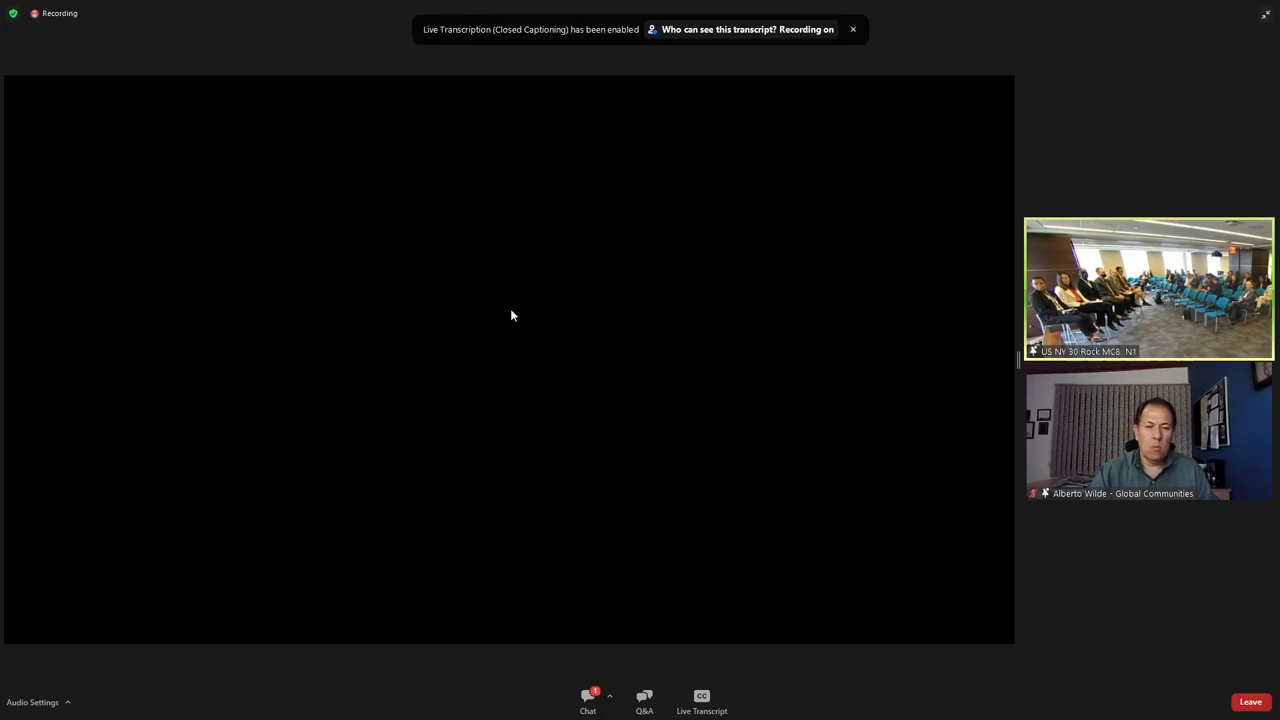 Recording
Live Transcription (Closed Captioning) has been enabled Who can see this transcript? Recording on
US NY 30 Rock MC8 N1
Alberto Wilde - Global Communities
Audio Settings
1
Chat
Q&A
CC
Live Transcript
Leave